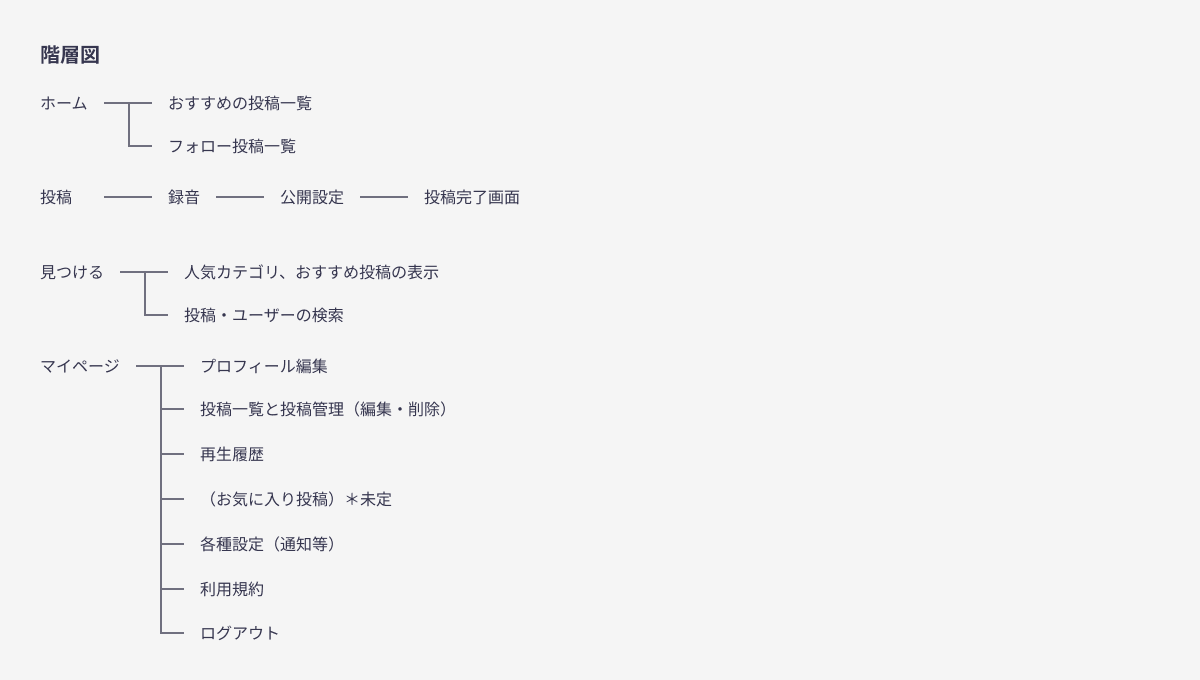 階層図
ホーム おすすめの投稿一覧
フォロー投稿一覧
投稿 録音 公開設定 投稿完了画面
見つける 人気カテゴリ、おすすめ投稿の表示
投稿・ユーザーの検索
マイページ プロフィール編集
投稿一覧と投稿管理（編集・削除）
再生履歴
（お気に入り投稿）＊未定
各種設定（通知等）
利用規約
ログアウト